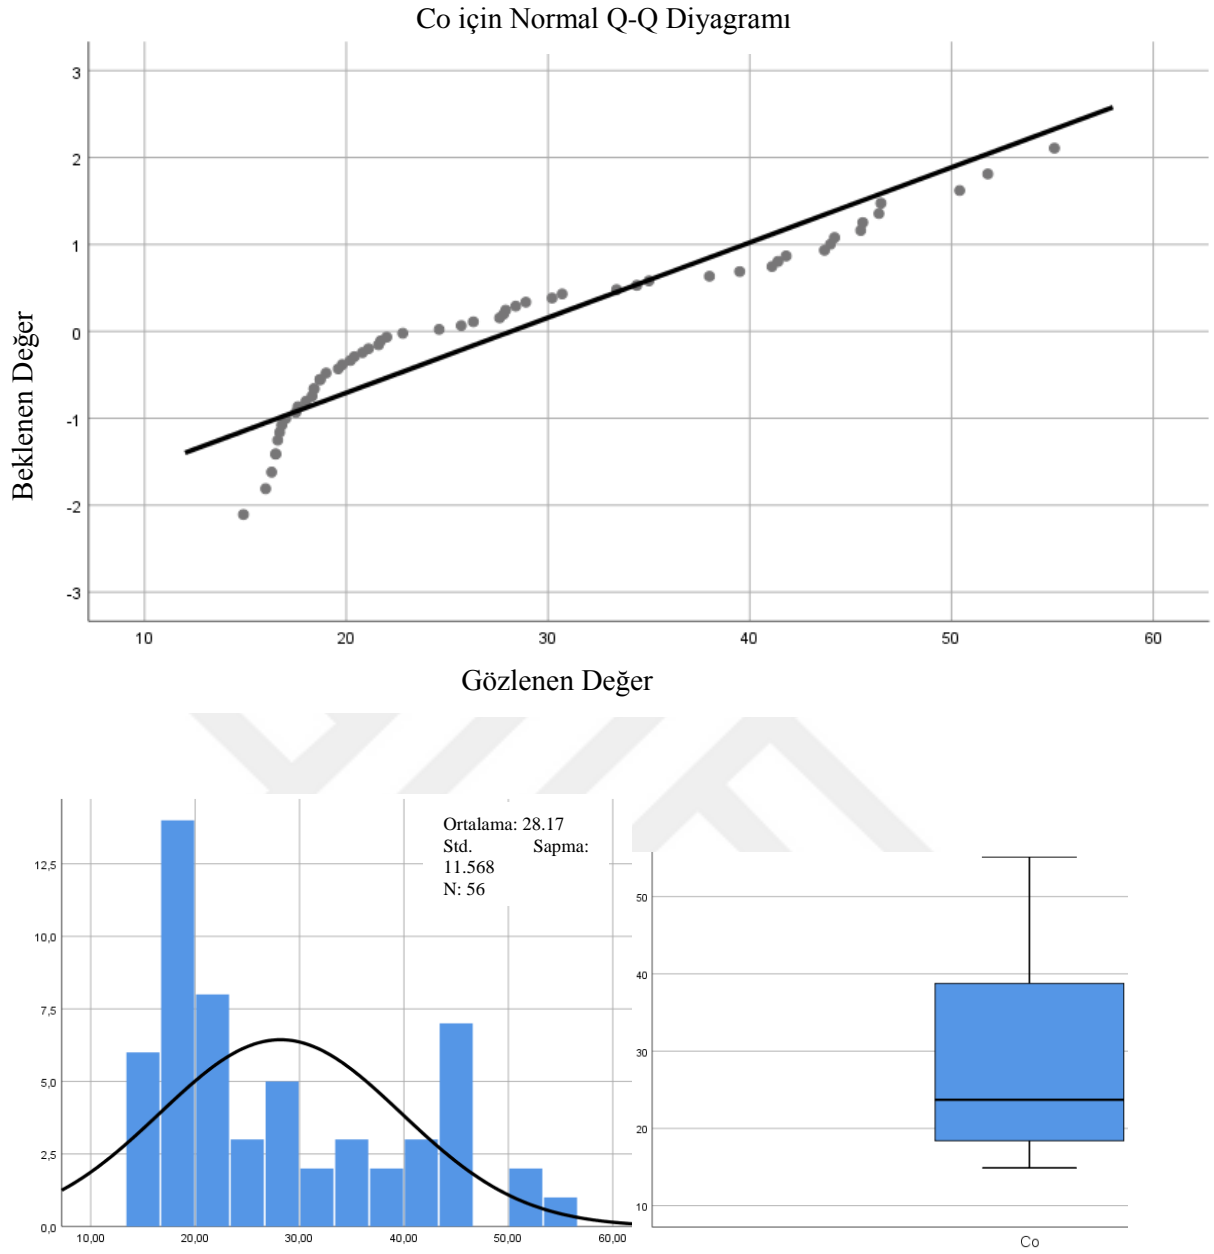 Co için Normal Q-Q Diyagramı
3
2
1
0
-1
-2
-3
Beklenen Değer
10 20 30 40 50 60
Gözlenen Değer
Ortalama: 28.17
Std. Sapma:
11.568
N: 56
12,5
10,0
7,5
5,0
2,5
0,0
10,00 20,00 30,00 40,00 50,00 60,00
50
40
30
20
10
Co